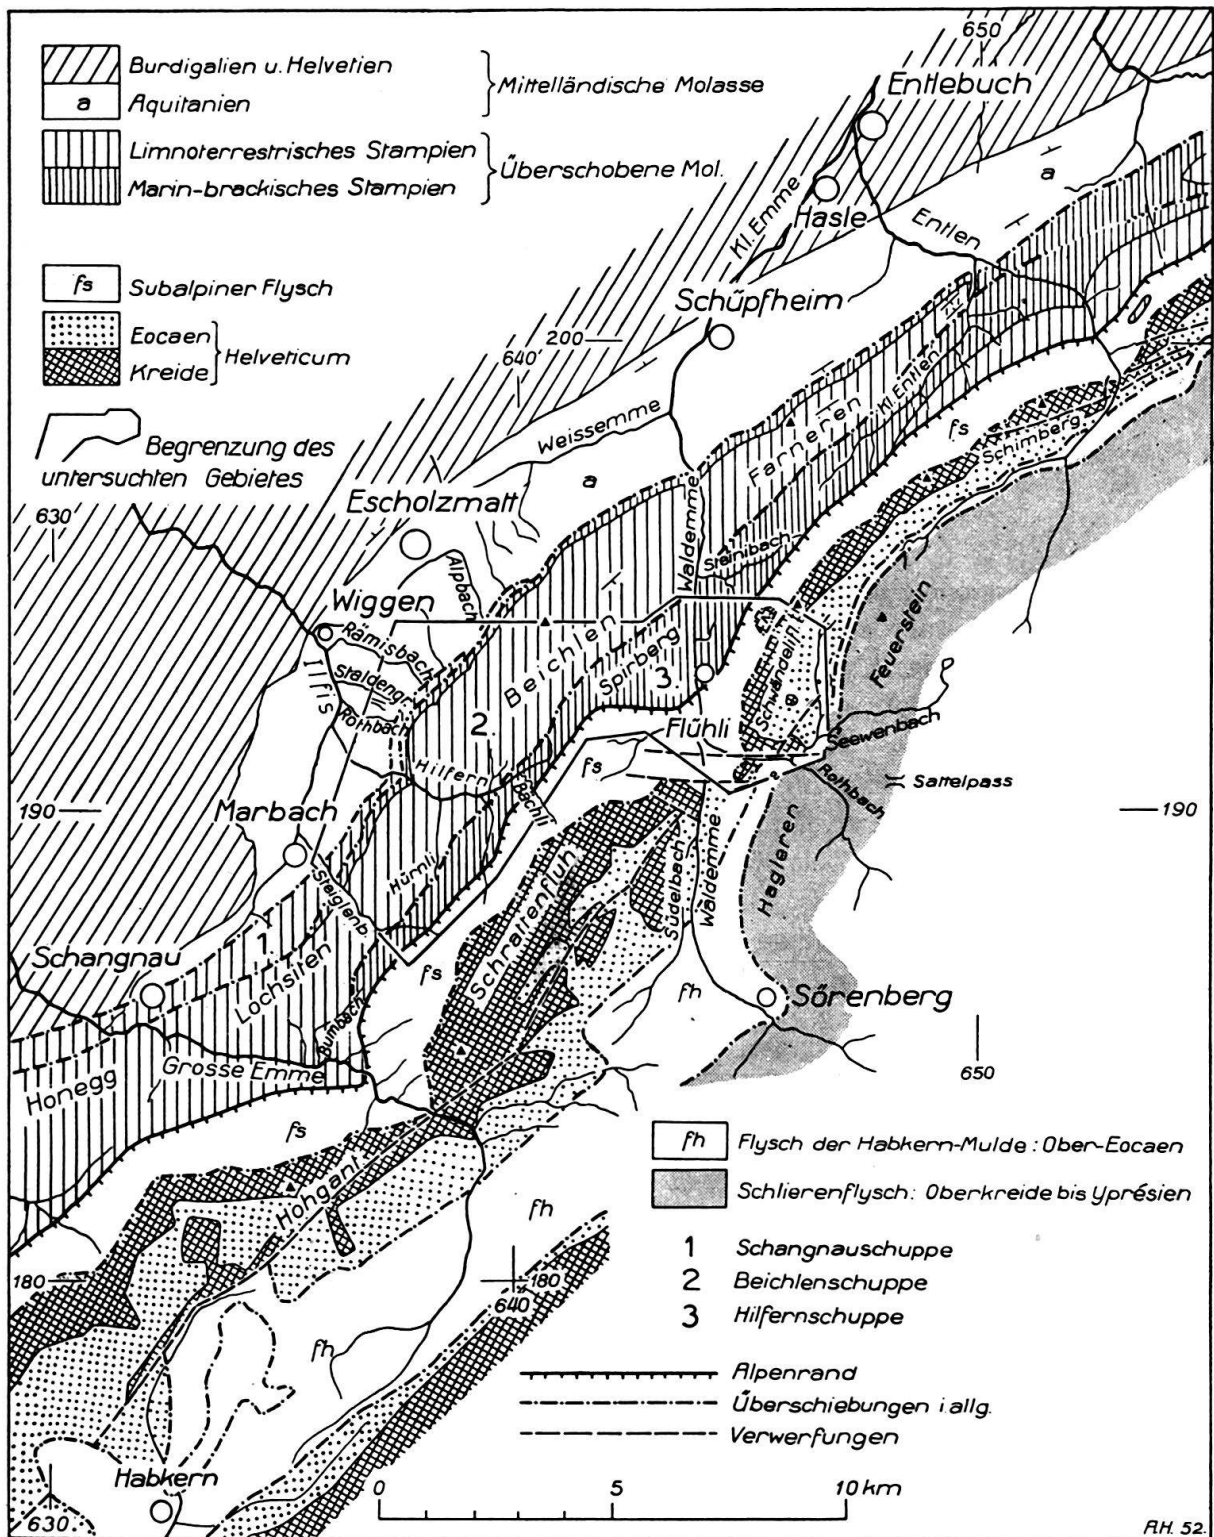 Burdigalien u. Helvetien
a Aquitanien
Mittelländische Molasse
Limnoterrestrisches Stampien
Marin-brackisches Stampien
Überschobene Mol.
fs Subalpiner Flysch
Eocaen
Kreide
Helveticum
Begrenzung des
untersuchten Gebietes
650
Entlebuch
Kl. Emme
Hasle
a
Entlen
Schüpfheim
200
640
Weissemme
Farneren
Kl. Entlen
fs
Schimberg
a
630
Escholzmatt
Waldemme
Steinibach
Alpbach
Wiggen
Rämisbach
Ilfis
Staldengr.
Rothbach
Beichlen
Spirberg
3
2
Schwändelifl.
Feuerstein
Flühli
Seewenbach
Hilfern
Bächli
fs
Rothbach
Sattelpass
190
190
Marbach
Hürnli
Steiglenb.
Schrattenfluh
Südelbach
Waldemme
Hagleren
1
Schangnau
Lochsiten
fs
fh
Sörenberg
Bumbach
Grosse Emme
Honegg
650
fs
Hohgant
fh
fh Flysch der Habkern-Mulde: Ober-Eocaen
Schlierenflysch: Oberkreide bis Yprésien
1 Schangnauschuppe
2 Beichlenschuppe
3 Hilfernschuppe
180
180
640
fh
Alpenrand
Überschiebungen i. allg.
Verwerfungen
Habkern
630
0 5 10 km
A.H. 52.